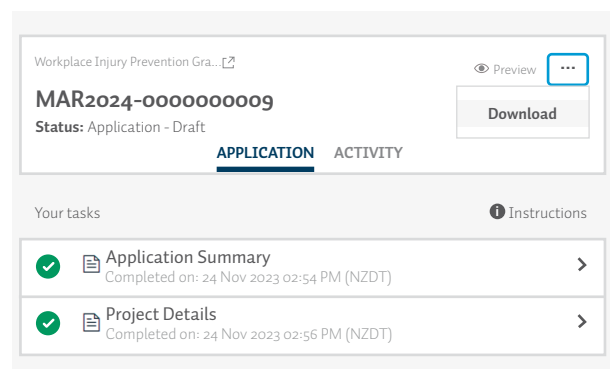 Workplace Injury Prevention Gra...
Preview ...
MAR2024-0000000009
Download
Status: Application - Draft
APPLICATION ACTIVITY
Your tasks
Instructions
Application Summary
Completed on: 24 Nov 2023 02:54 PM (NZDT)
Project Details
Completed on: 24 Nov 2023 02:56 PM (NZDT)